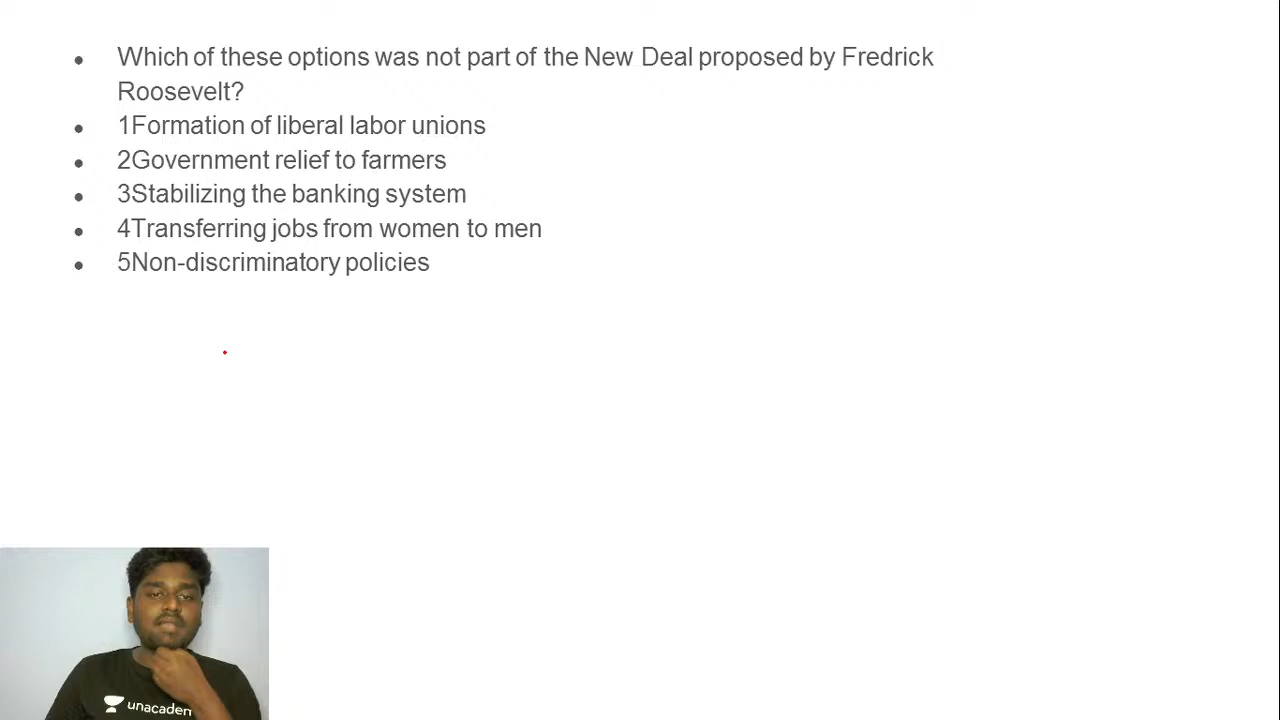 Which of these options was not part of the New Deal proposed by Fredrick
Roosevelt?
1Formation of liberal labor unions
2Government relief to farmers
3Stabilizing the banking system
4Transferring jobs from women to men
5Non-discriminatory policies
unacadem